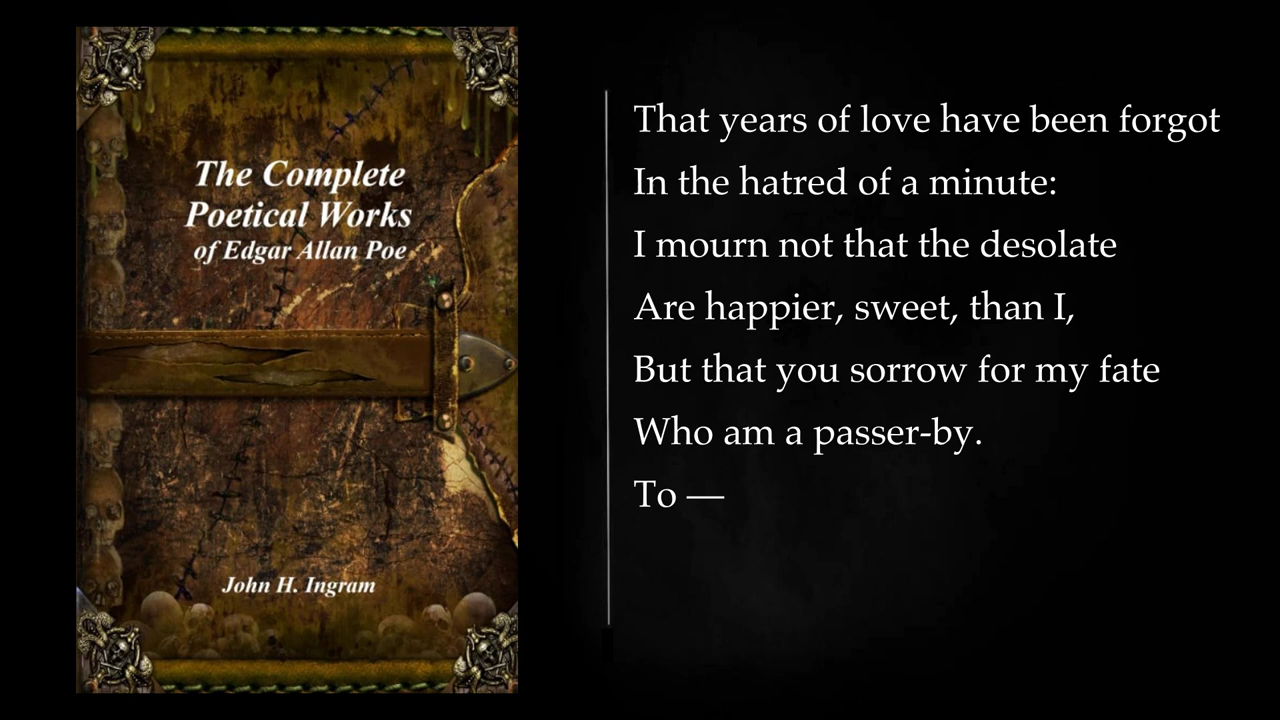 The Complete
Poetical Works
of Edgar Allan Poe
John H. Ingram
That years of love have been forgot
In the hatred of a minute:
I mourn not that the desolate
Are happier, sweet, than I,
But that you sorrow for my fate
Who am a passer-by.
To —